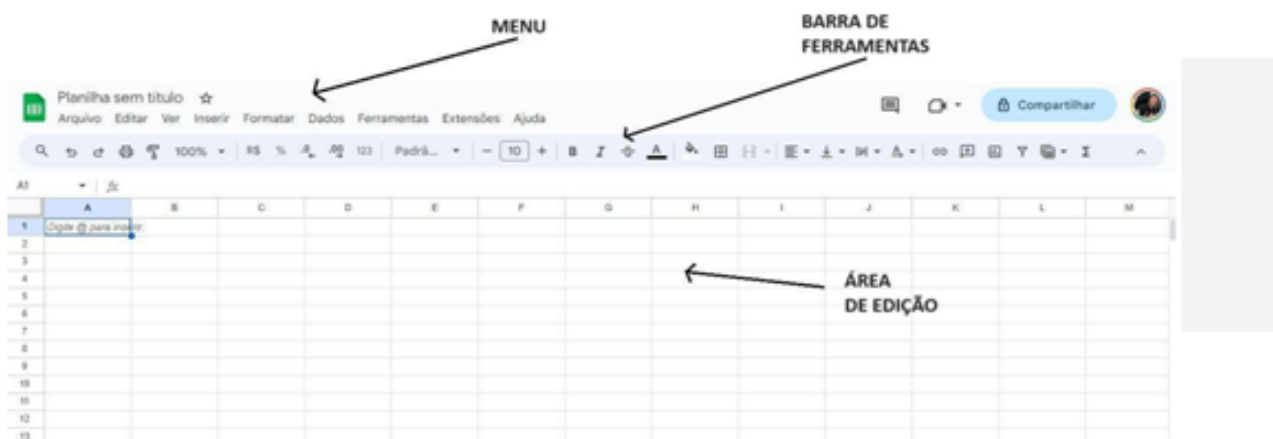 MENU
BARRA DE
FERRAMENTAS
Planilha sem título
Arquivo Editar Ver Inserir Formatar Dados Ferramentas Extensões Ajuda
Compartilhar
100% R$ % .0 .00 123 Padrã... - 10 + B I A
A1 fx
A B C D E F G H I J K L M
1 Digite @ para inserir
2
3
4
ÁREA
DE EDIÇÃO
5
6
7
8
9
10
11
12
13